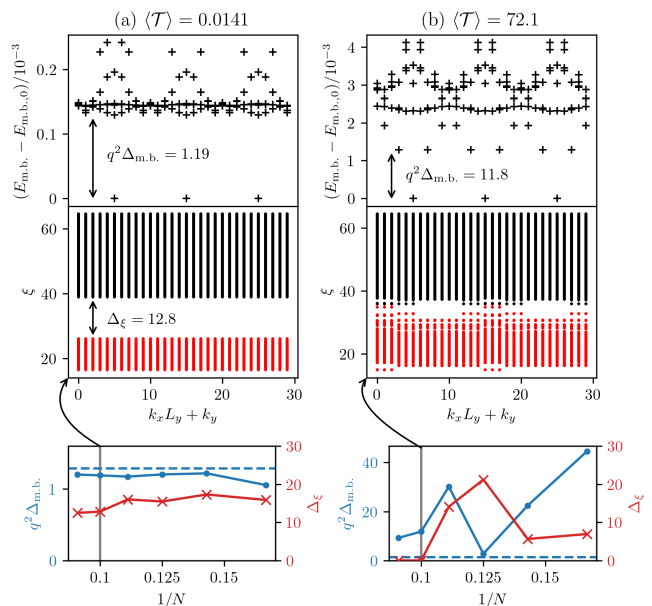 (a) ⟨𝒯⟩ = 0.0141
(b) ⟨𝒯⟩ = 72.1
(E_m.b. − E_m.b.,0)/10⁻³
0.2
0.1
0
q²Δ_m.b. = 1.19
(E_m.b. − E_m.b.,0)/10⁻³
4
3
2
1
0
q²Δ_m.b. = 11.8
ξ
60
40
20
Δ_ξ = 12.8
ξ
60
40
20
0 10 20 30
k_x L_y + k_y
0 10 20 30
k_x L_y + k_y
q²Δ_m.b.
1
0
30
20
10
0
Δ_ξ
0.1 0.125 0.15
1/N
q²Δ_m.b.
40
20
0
30
20
10
0
Δ_ξ
0.1 0.125 0.15
1/N